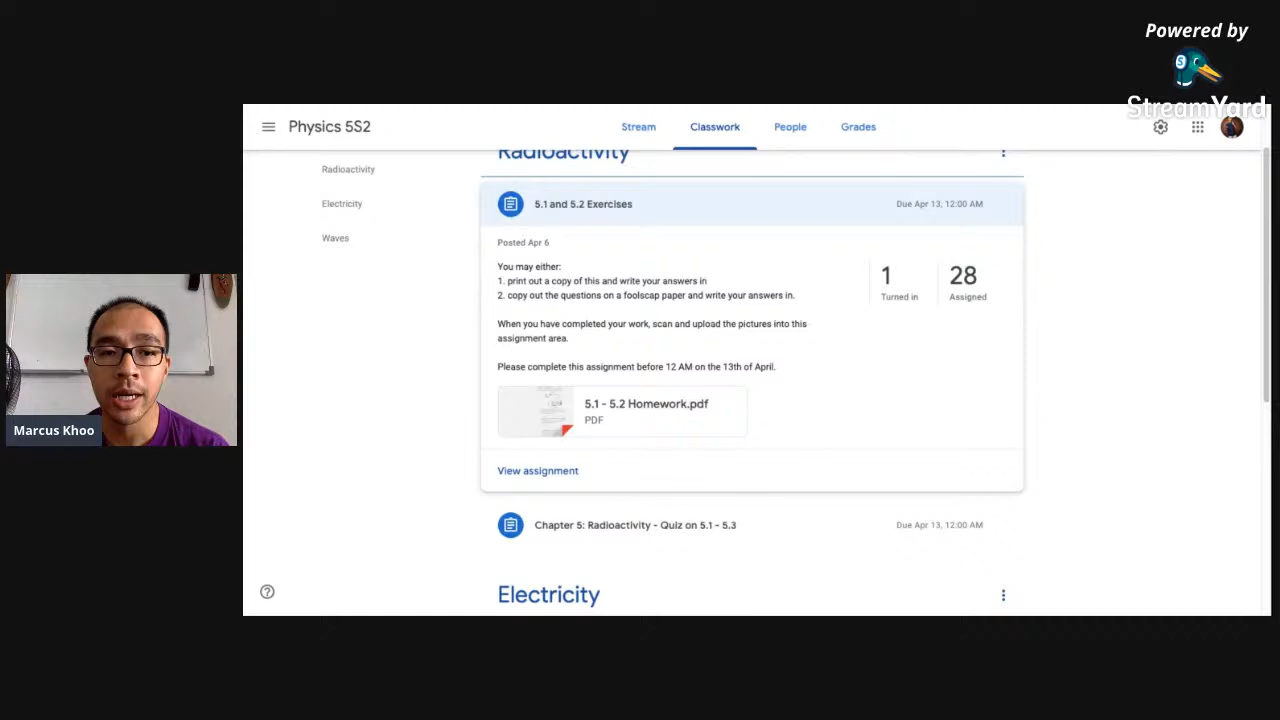 Powered by
StreamYard
Physics 5S2
Stream
Classwork
People
Grades
Radioactivity
Electricity
Waves
Radioactivity
5.1 and 5.2 Exercises
Due Apr 13, 12:00 AM
Posted Apr 6
You may either:
1. print out a copy of this and write your answers in
2. copy out the questions on a foolscap paper and write your answers in.
When you have completed your work, scan and upload the pictures into this
assignment area.
Please complete this assignment before 12 AM on the 13th of April.
1
Turned in
28
Assigned
5.1 - 5.2 Homework.pdf
PDF
View assignment
Chapter 5: Radioactivity - Quiz on 5.1 - 5.3
Due Apr 13, 12:00 AM
Electricity
Marcus Khoo